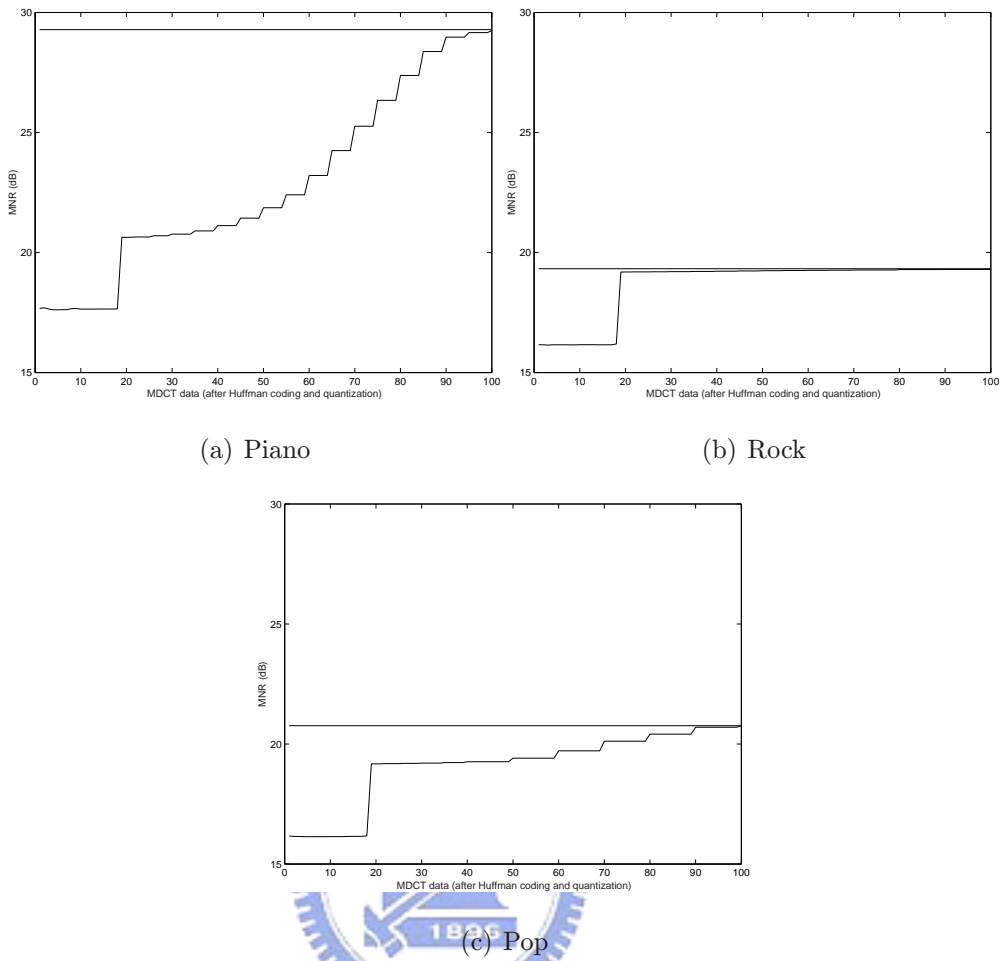 30
25
20
15
MNR (dB)
0 10 20 30 40 50 60 70 80 90 100
MDCT data (after Huffman coding and quantization)
(a) Piano
30
25
20
15
MNR (dB)
0 10 20 30 40 50 60 70 80 90 100
MDCT data (after Huffman coding and quantization)
(b) Rock
30
25
20
15
MNR (dB)
0 10 20 30 40 50 60 70 80 90 100
MDCT data (after Huffman coding and quantization)
1896
(c) Pop